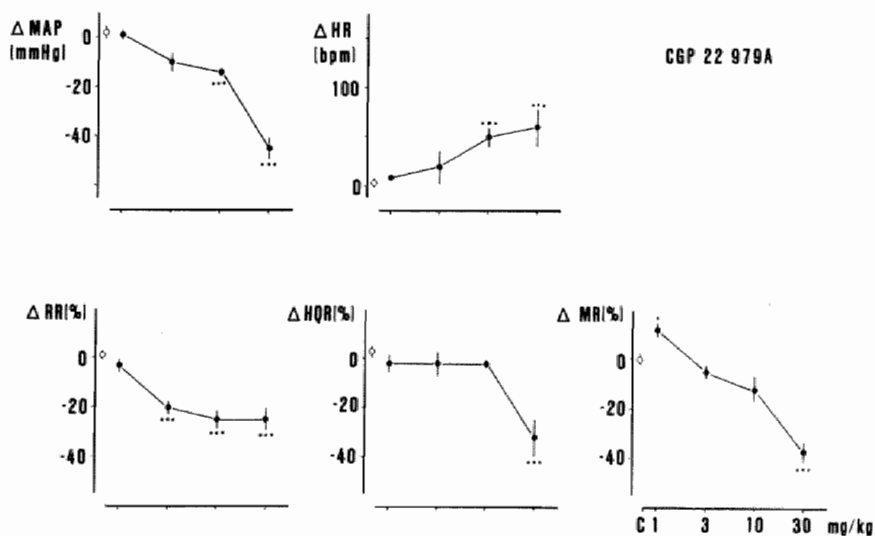 Δ MAP
(mmHg)
0
-20
-40
***
***
Δ HR
(bpm)
100
0
***
***
CGP 22 979A
Δ RR(%)
0
-20
-40
***
***
***
Δ HQR(%)
0
-20
-40
***
Δ MR(%)
0
-20
-40
*
***
C 1 3 10 30 mg/kg